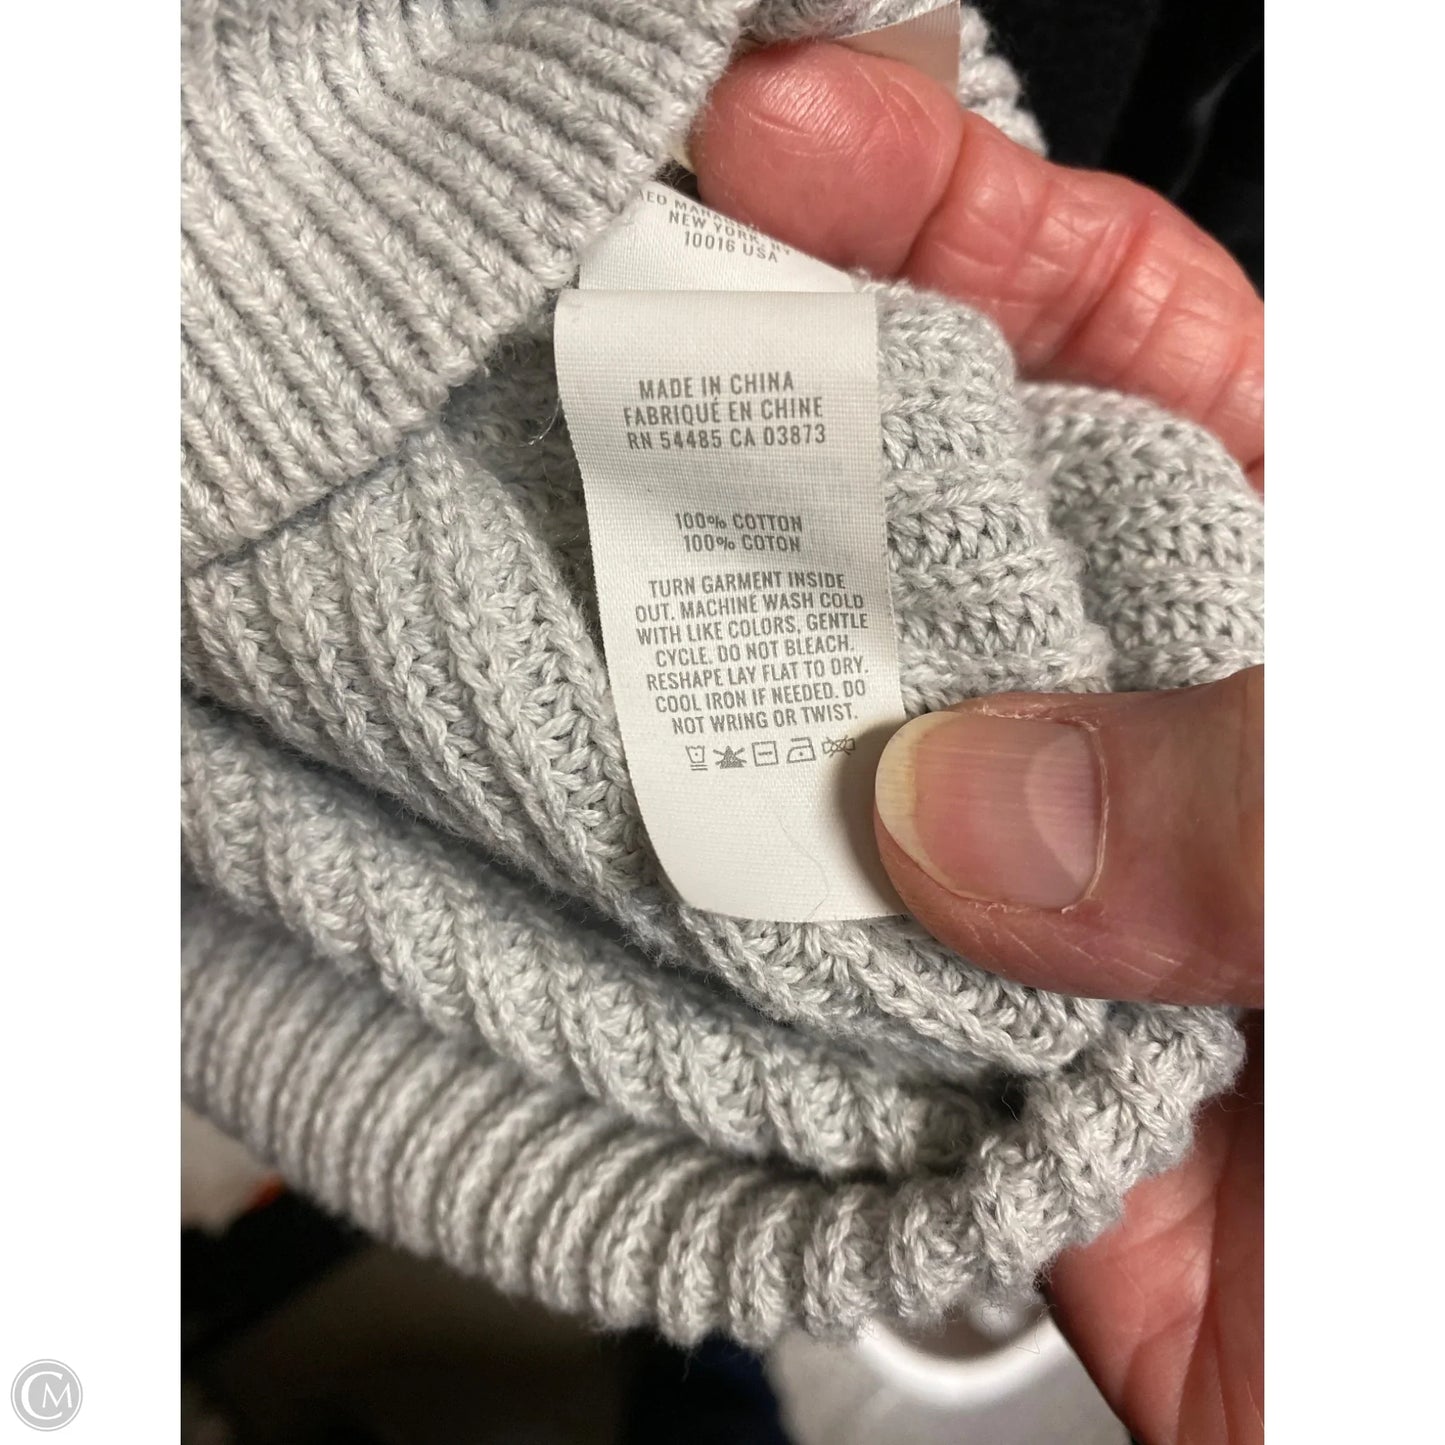 NEW YORK, NY
10016 USA
MADE IN CHINA
FABRIQUÉ EN CHINE
RN 54485 CA 03873
100% COTTON
100% COTON
TURN GARMENT INSIDE
OUT. MACHINE WASH COLD
WITH LIKE COLORS, GENTLE
CYCLE. DO NOT BLEACH.
RESHAPE LAY FLAT TO DRY.
COOL IRON IF NEEDED. DO
NOT WRING OR TWIST.
CM